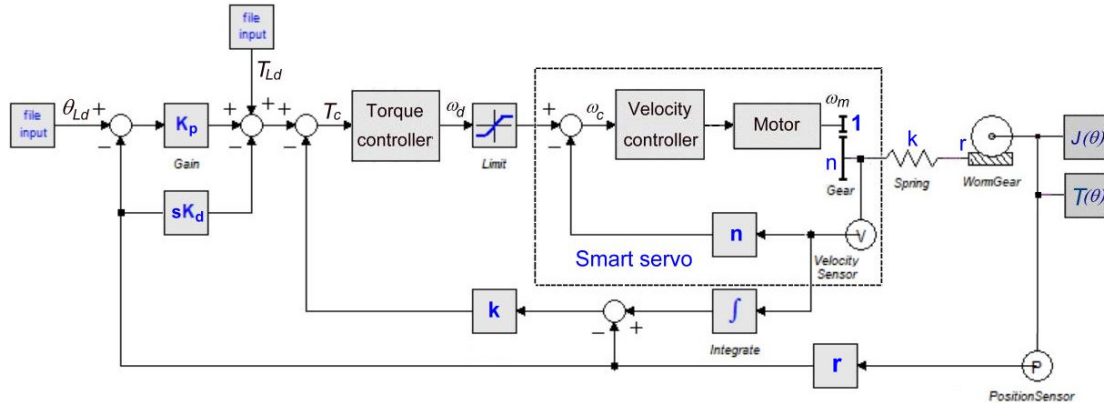 file
input
T_Ld
file
input
θ_Ld
+
−
K_p
Gain
+
−
+
+
−
T_c
Torque
controller
ω_d
Limit
+
−
ω_c
Velocity
controller
Motor
ω_m
1
n
Gear
k
Spring
r
WormGear
J(θ)
T(θ)
sK_d
n
V
Velocity
Sensor
Smart servo
k
−
+
∫
Integrate
r
P
PositionSensor